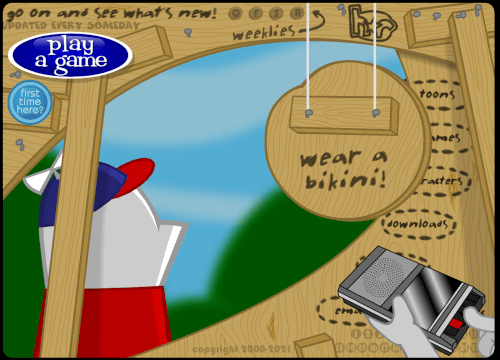 go on and see what's new!
UPDATED EVERY SOMEDAY
weeklies
play
a game
first
time
here?
toons
wear a
bikini!
downloads
copyright 2000-2021